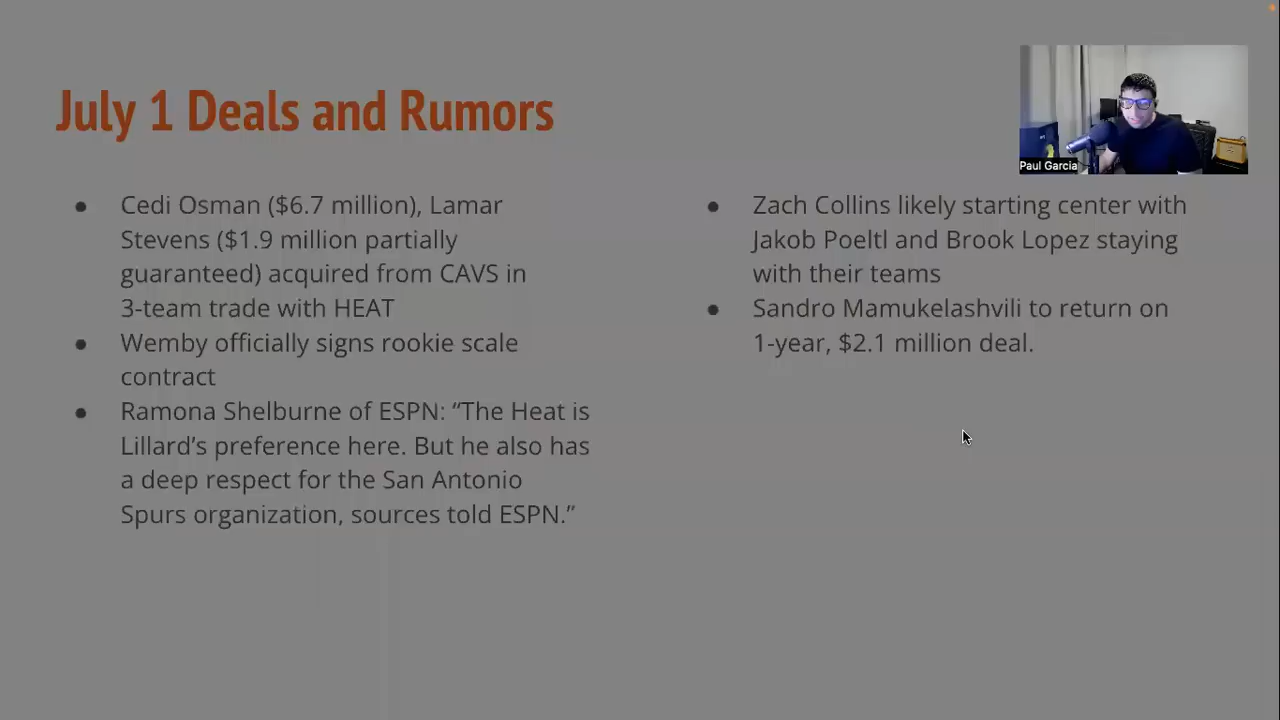 July 1 Deals and Rumors
Paul Garcia
● Cedi Osman ($6.7 million), Lamar
Stevens ($1.9 million partially
guaranteed) acquired from CAVS in
3-team trade with HEAT
● Wemby officially signs rookie scale
contract
● Ramona Shelburne of ESPN: “The Heat is
Lillard’s preference here. But he also has
a deep respect for the San Antonio
Spurs organization, sources told ESPN.”
● Zach Collins likely starting center with
Jakob Poeltl and Brook Lopez staying
with their teams
● Sandro Mamukelashvili to return on
1-year, $2.1 million deal.